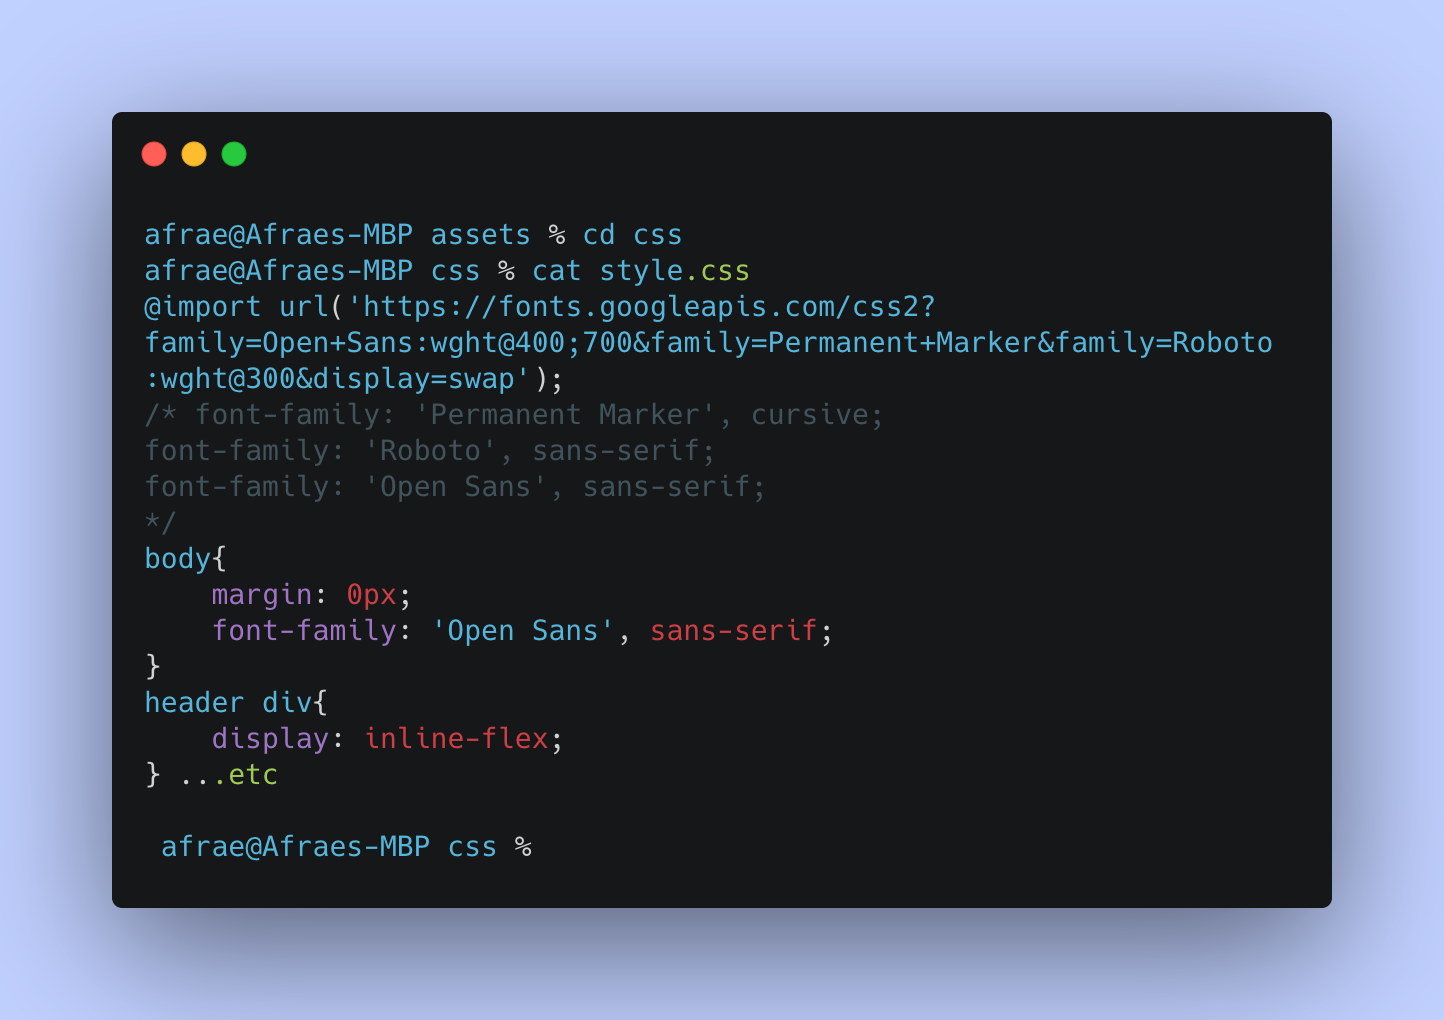 afrae@Afraes-MBP assets % cd css
afrae@Afraes-MBP css % cat style.css
@import url('https://fonts.googleapis.com/css2?
family=Open+Sans:wght@400;700&family=Permanent+Marker&family=Roboto
:wght@300&display=swap');
/* font-family: 'Permanent Marker', cursive;
font-family: 'Roboto', sans-serif;
font-family: 'Open Sans', sans-serif;
*/
body{
    margin: 0px;
    font-family: 'Open Sans', sans-serif;
}
header div{
    display: inline-flex;
} ...etc

 afrae@Afraes-MBP css %